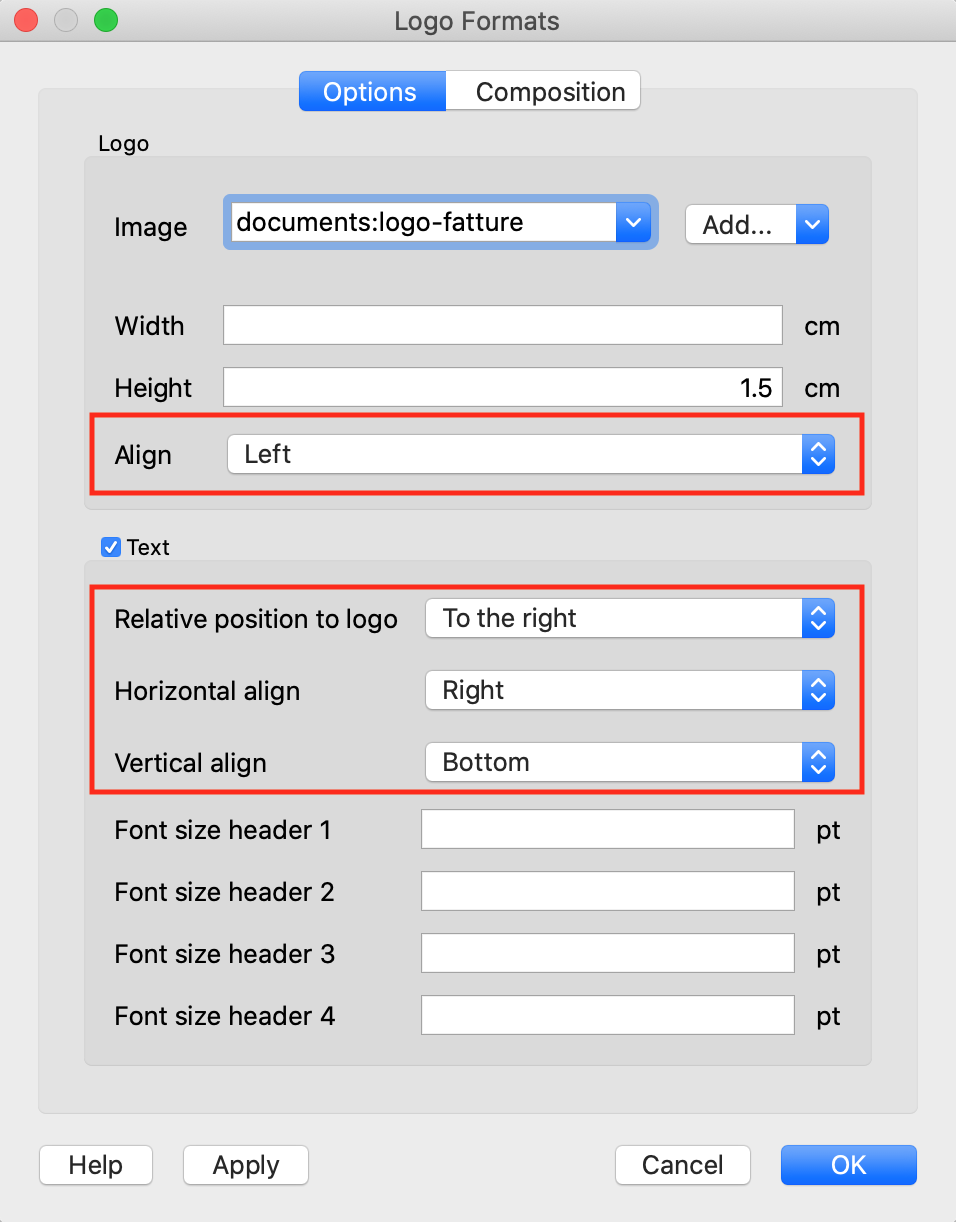 Logo Formats
Options Composition
Logo
Image documents:logo-fatture Add...
Width cm
Height 1.5 cm
Align Left
Text
Relative position to logo To the right
Horizontal align Right
Vertical align Bottom
Font size header 1 pt
Font size header 2 pt
Font size header 3 pt
Font size header 4 pt
Help Apply Cancel OK